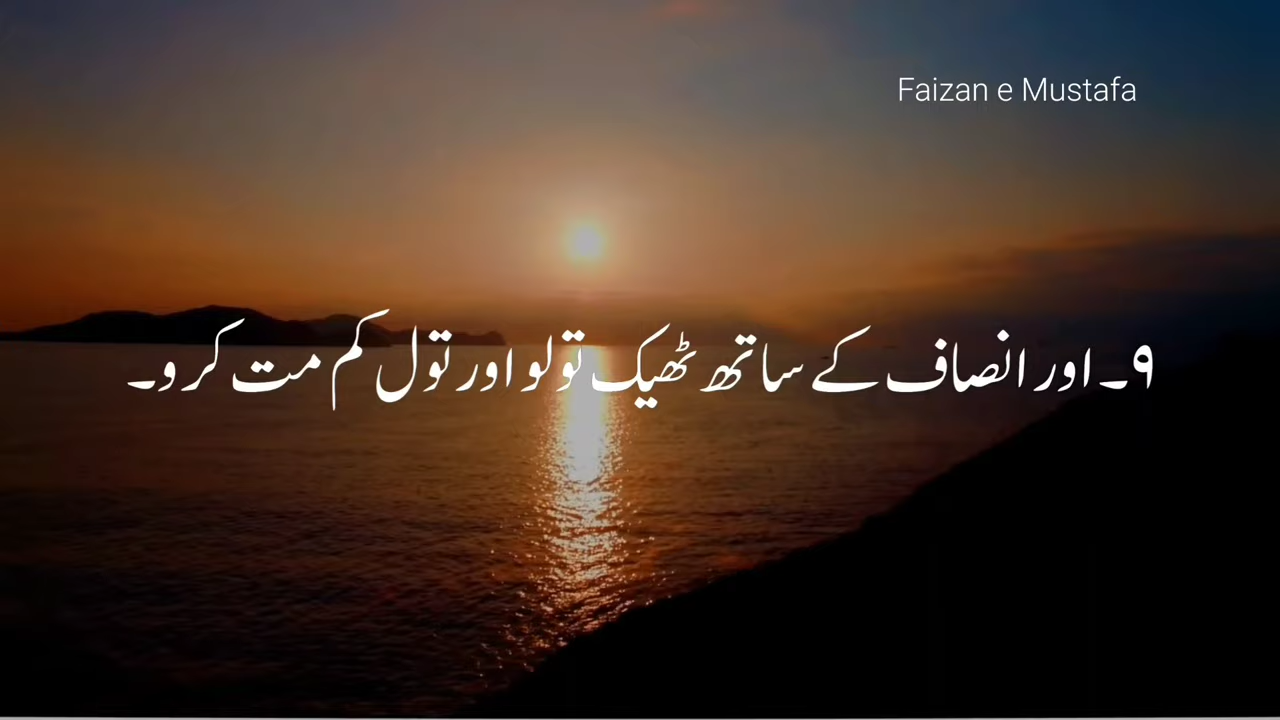 Faizan e Mustafa
۹۔ اور انصاف کے ساتھ ٹھیک تولو اور تول کم مت کرو۔